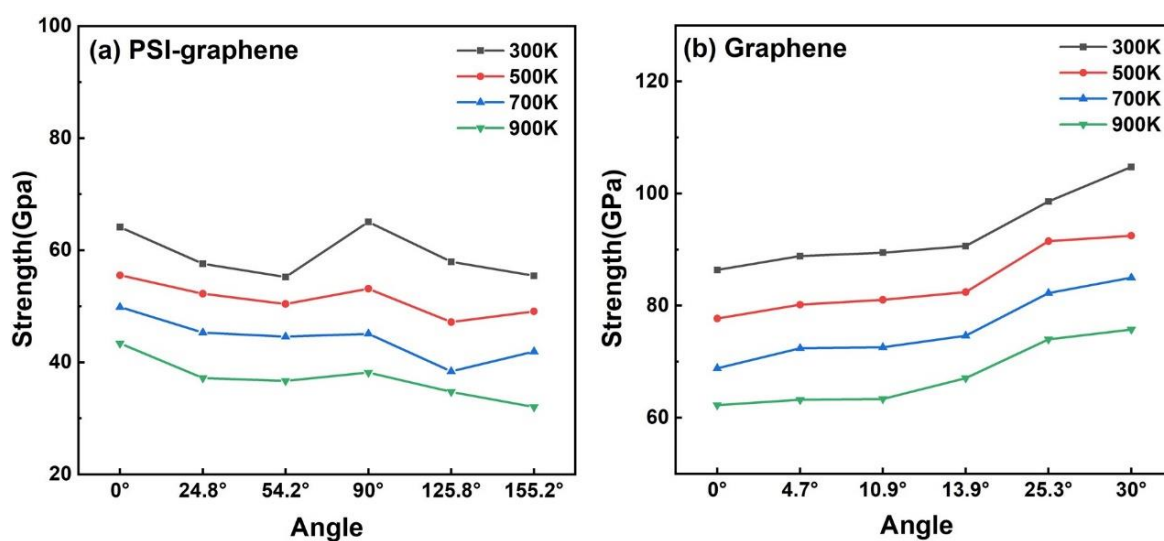 (a) PSI-graphene
300K
500K
700K
900K
100
80
60
40
20
Strength(Gpa)
0° 24.8° 54.2° 90° 125.8° 155.2°
Angle
(b) Graphene
300K
500K
700K
900K
120
100
80
60
Strength(GPa)
0° 4.7° 10.9° 13.9° 25.3° 30°
Angle